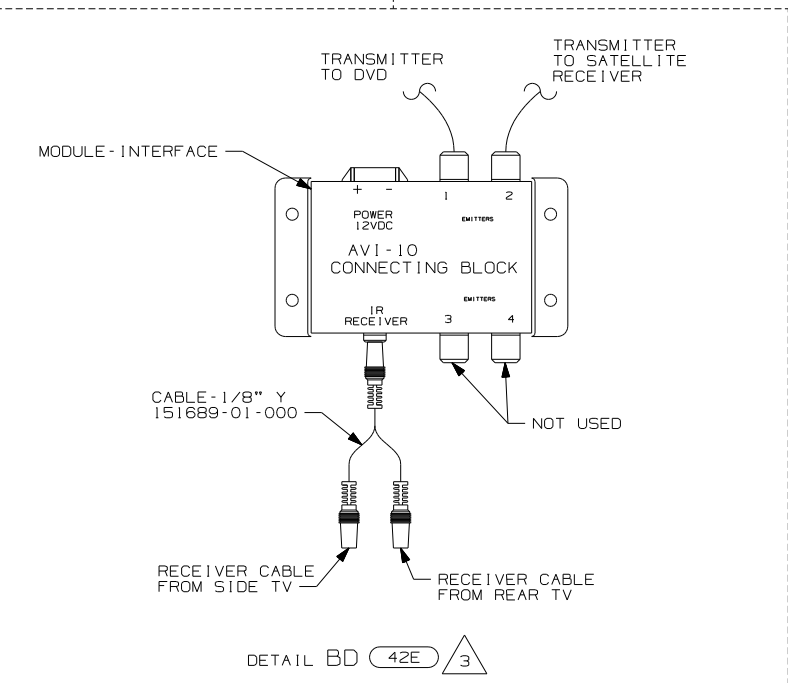 TRANSMITTER
TO DVD
TRANSMITTER
TO SATELLITE
RECEIVER
MODULE-INTERFACE
+ -
1
2
POWER
12VDC
EMITTERS
AVI-10
CONNECTING BLOCK
EMITTERS
IR
RECEIVER
3
4
CABLE-1/8" Y
151689-01-000
NOT USED
RECEIVER CABLE
FROM SIDE TV
RECEIVER CABLE
FROM REAR TV
DETAIL BD 42E 3